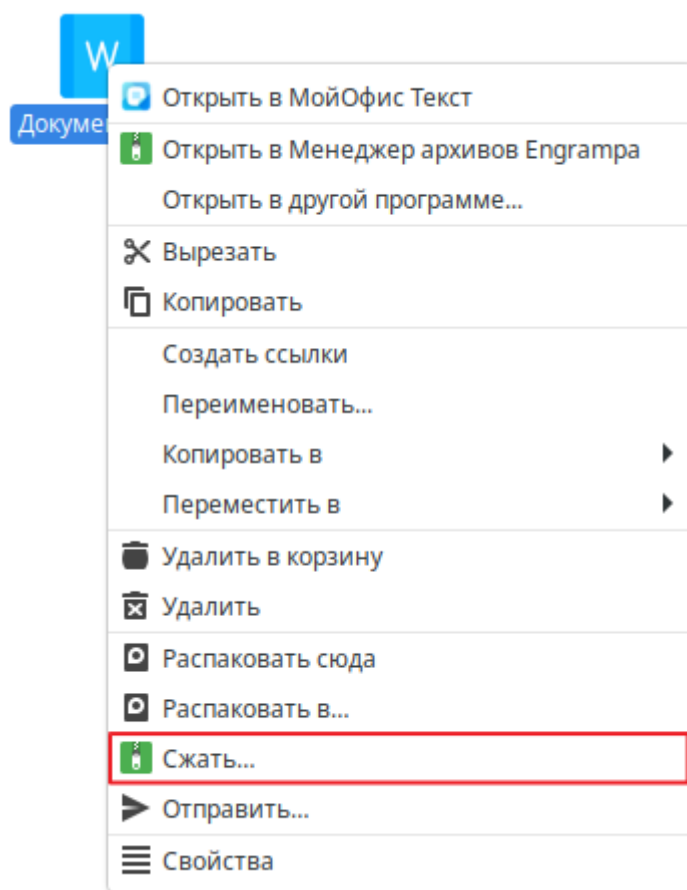 W
Открыть в МойОфис Текст
Докуме
Открыть в Менеджер архивов Engrampa
Открыть в другой программе...
Вырезать
Копировать
Создать ссылки
Переименовать...
Копировать в
Переместить в
Удалить в корзину
Удалить
Распаковать сюда
Распаковать в...
Сжать...
Отправить...
Свойства